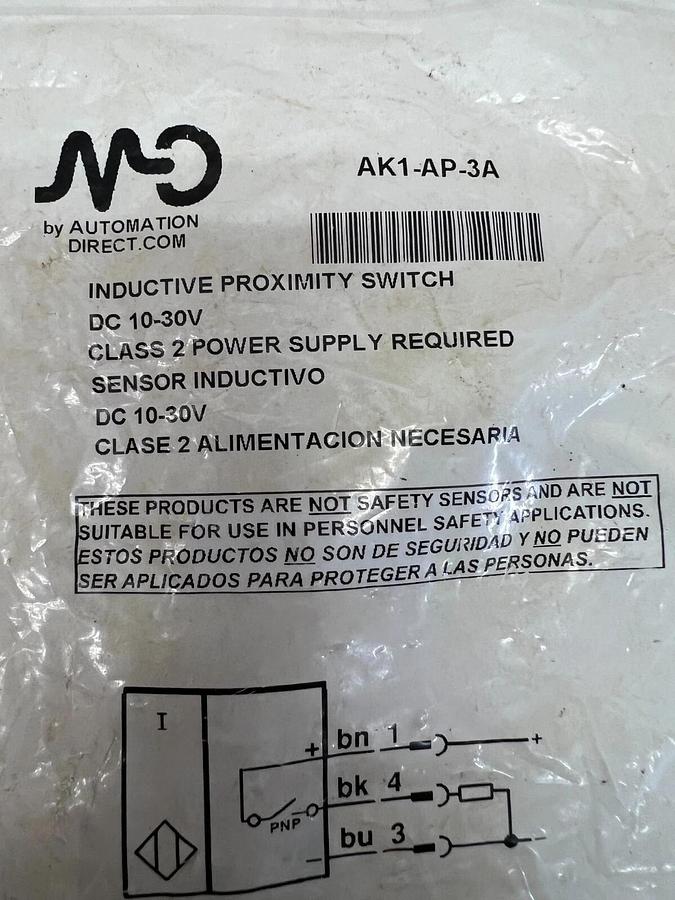 AK1-AP-3A
by AUTOMATION
DIRECT.COM
INDUCTIVE PROXIMITY SWITCH
DC 10-30V
CLASS 2 POWER SUPPLY REQUIRED
SENSOR INDUCTIVO
DC 10-30V
CLASE 2 ALIMENTACION NECESARIA
THESE PRODUCTS ARE NOT SAFETY SENSORS AND ARE NOT
SUITABLE FOR USE IN PERSONNEL SAFETY APPLICATIONS.
ESTOS PRODUCTOS NO SON DE SEGURIDAD Y NO PUEDEN
SER APLICADOS PARA PROTEGER A LAS PERSONAS.
I
+ bn 1 +
bk 4
PNP
- bu 3 -